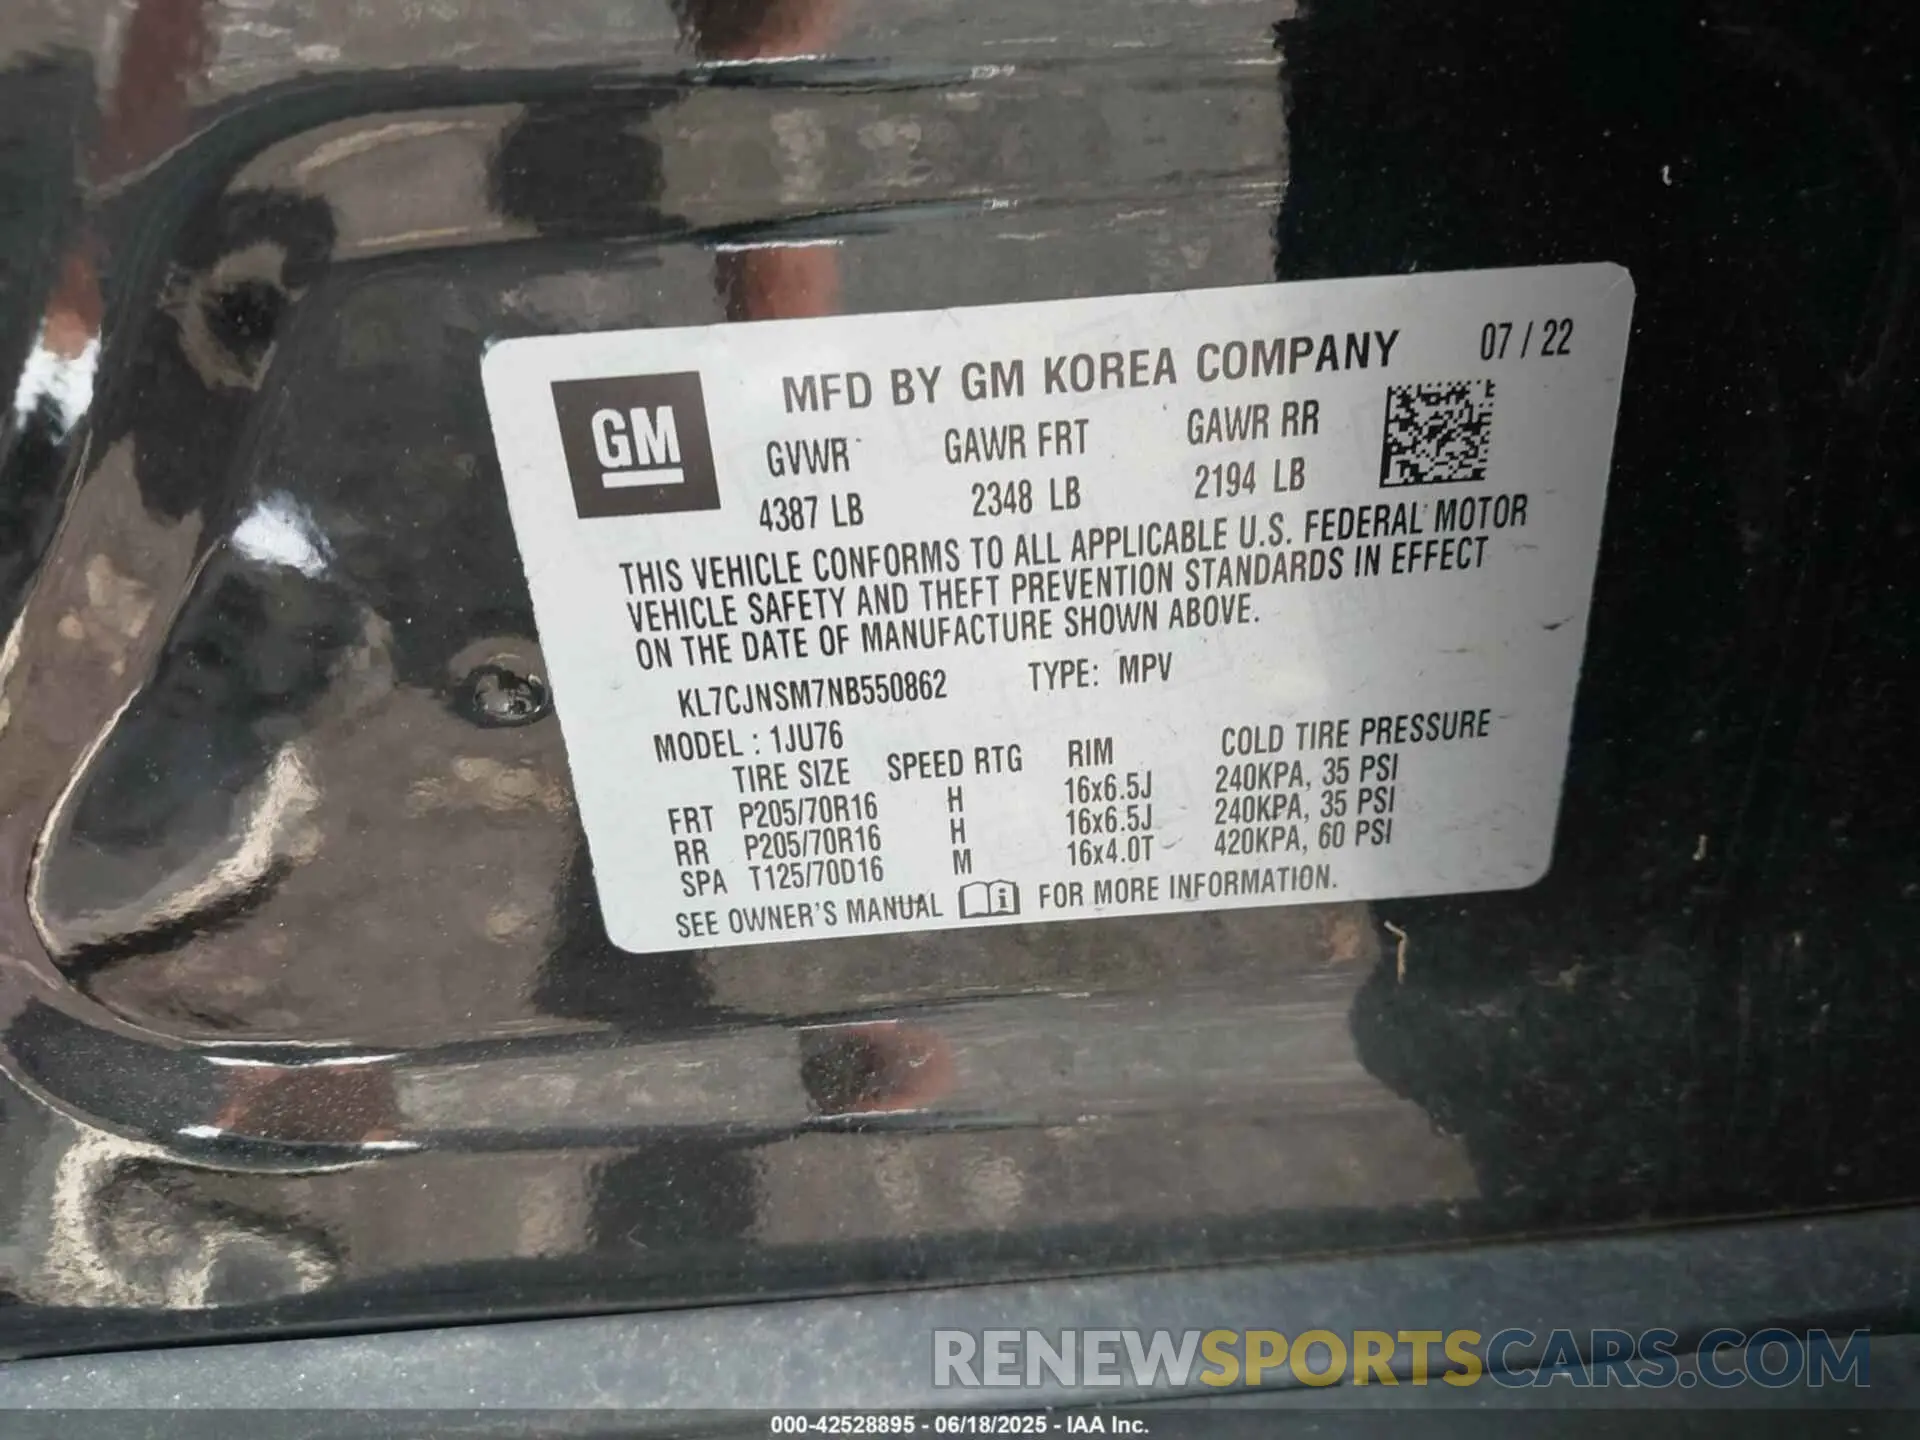 MFD BY GM KOREA COMPANY 07 / 22
GM
GVWR GAWR FRT GAWR RR
4387 LB 2348 LB 2194 LB
THIS VEHICLE CONFORMS TO ALL APPLICABLE U.S. FEDERAL MOTOR
VEHICLE SAFETY AND THEFT PREVENTION STANDARDS IN EFFECT
ON THE DATE OF MANUFACTURE SHOWN ABOVE.
KL7CJNSM7NB550862 TYPE: MPV
MODEL : 1JU76
TIRE SIZE SPEED RTG RIM COLD TIRE PRESSURE
FRT P205/70R16 H 16x6.5J 240KPA, 35 PSI
RR P205/70R16 H 16x6.5J 240KPA, 35 PSI
SPA T125/70D16 M 16x4.0T 420KPA, 60 PSI
SEE OWNER'S MANUAL i FOR MORE INFORMATION.
RENEWSPORTSCARS.COM
000-42528895 - 06/18/2025 - IAA Inc.